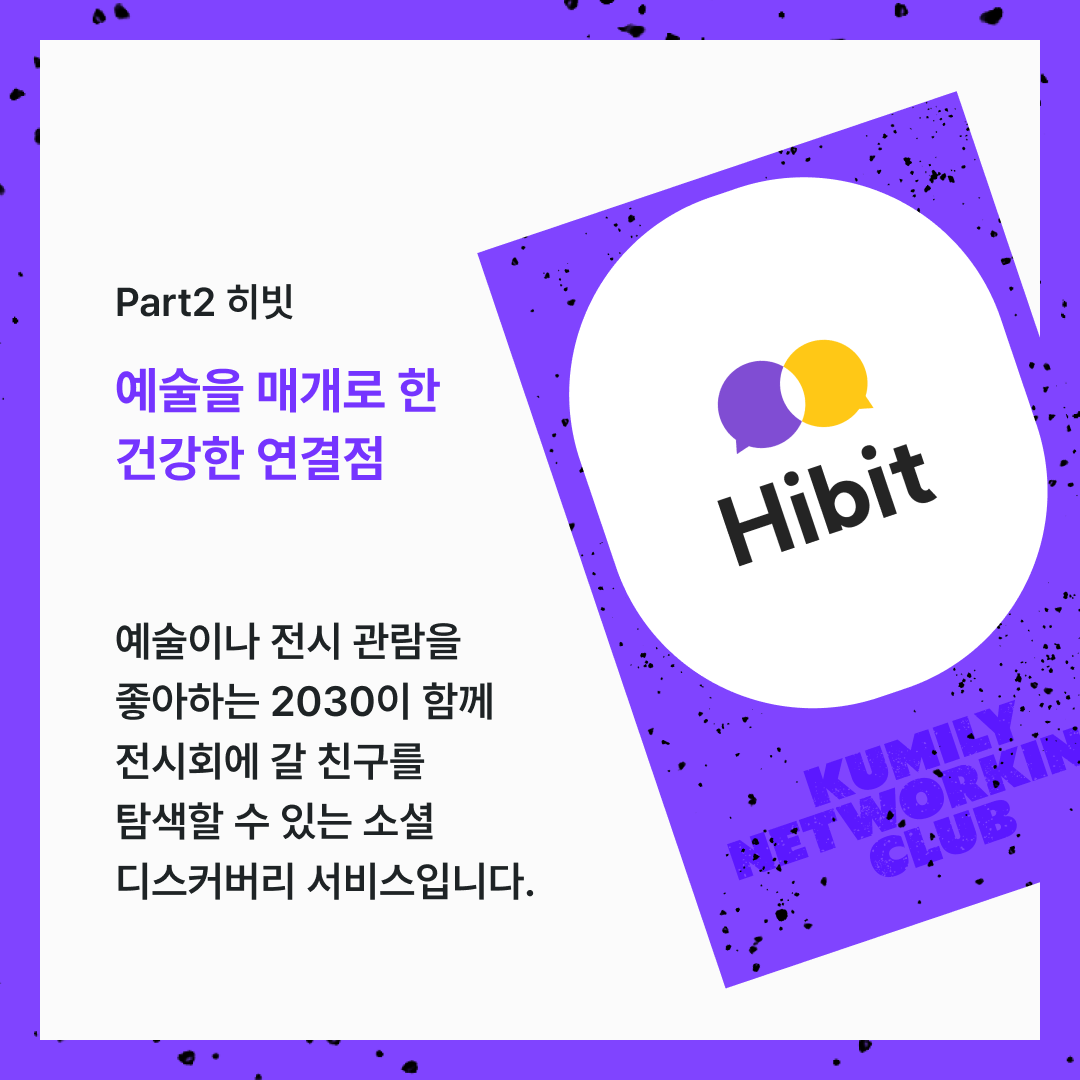 Part2 히빗
예술을 매개로 한
건강한 연결점
예술이나 전시 관람을
좋아하는 2030이 함께
전시회에 갈 친구를
탐색할 수 있는 소셜
디스커버리 서비스입니다.
Hibit
KUMILY
NETWORKIN
CLUB